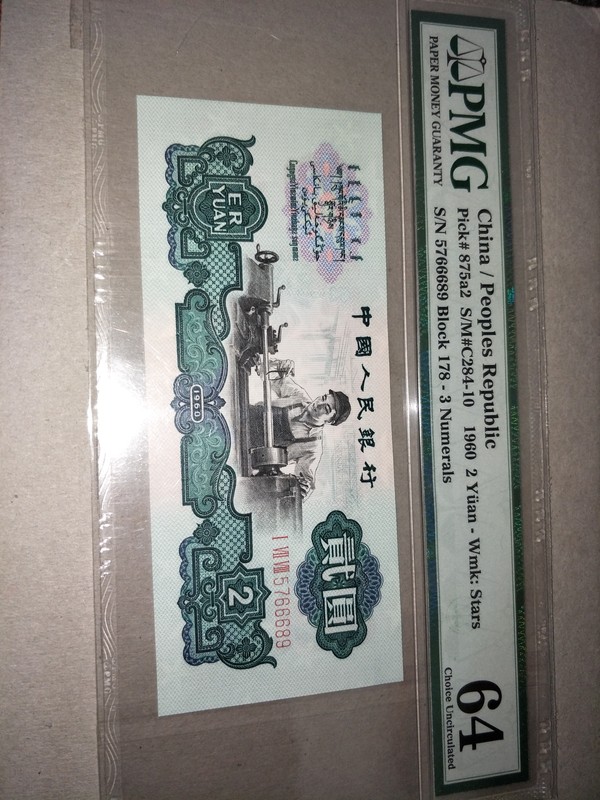 PMG
PAPER MONEY GUARANTY
China / Peoples Republic
Pick# 875a2 S/M#C284-10 1960 2 Yüan - Wmk: Stars
S/N 5766689 Block 178 - 3 Numerals
64
Choice Uncirculated
中國人民銀行
ER
YUAN
貳圓
I VII VIII 5766689
1960
2